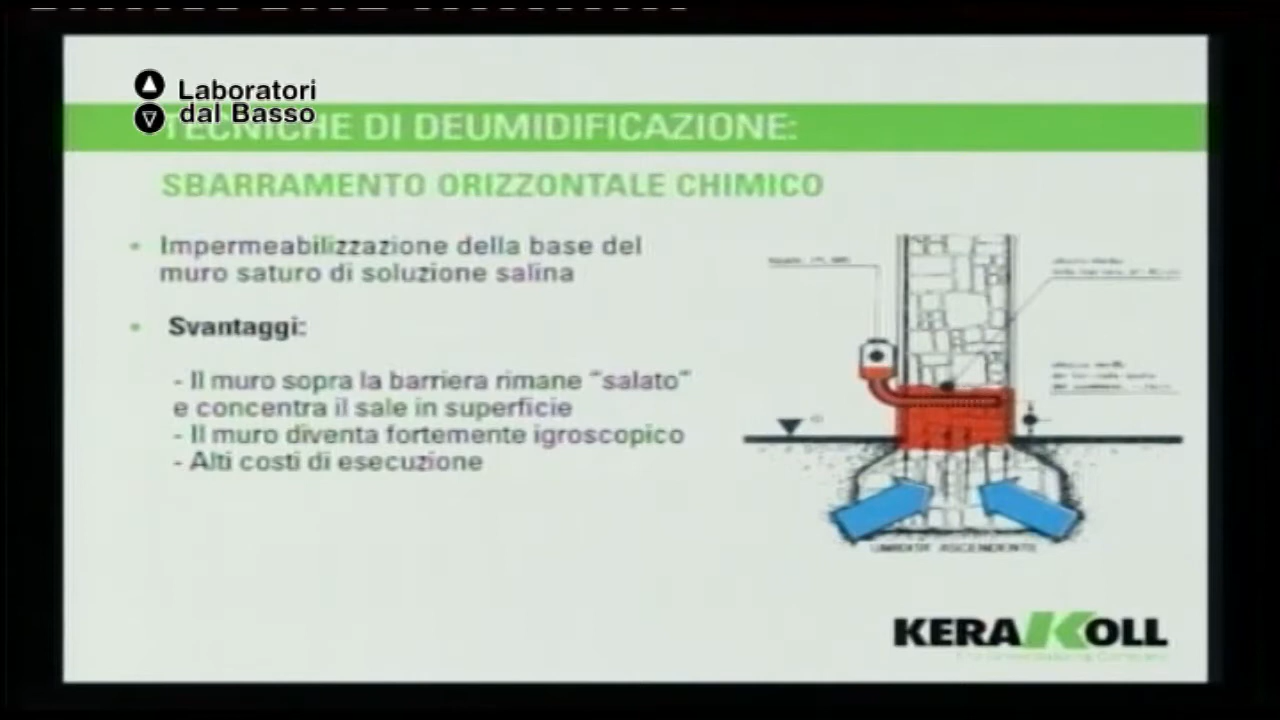 Laboratori
dal Basso
TECNICHE DI DEUMIDIFICAZIONE:
SBARRAMENTO ORIZZONTALE CHIMICO
• Impermeabilizzazione della base del
muro saturo di soluzione salina
• Svantaggi:
- Il muro sopra la barriera rimane “salato”
e concentra il sale in superficie
- Il muro diventa fortemente igroscopico
- Alti costi di esecuzione
UMIDITA' ASCENDENTE
KERAKOLL